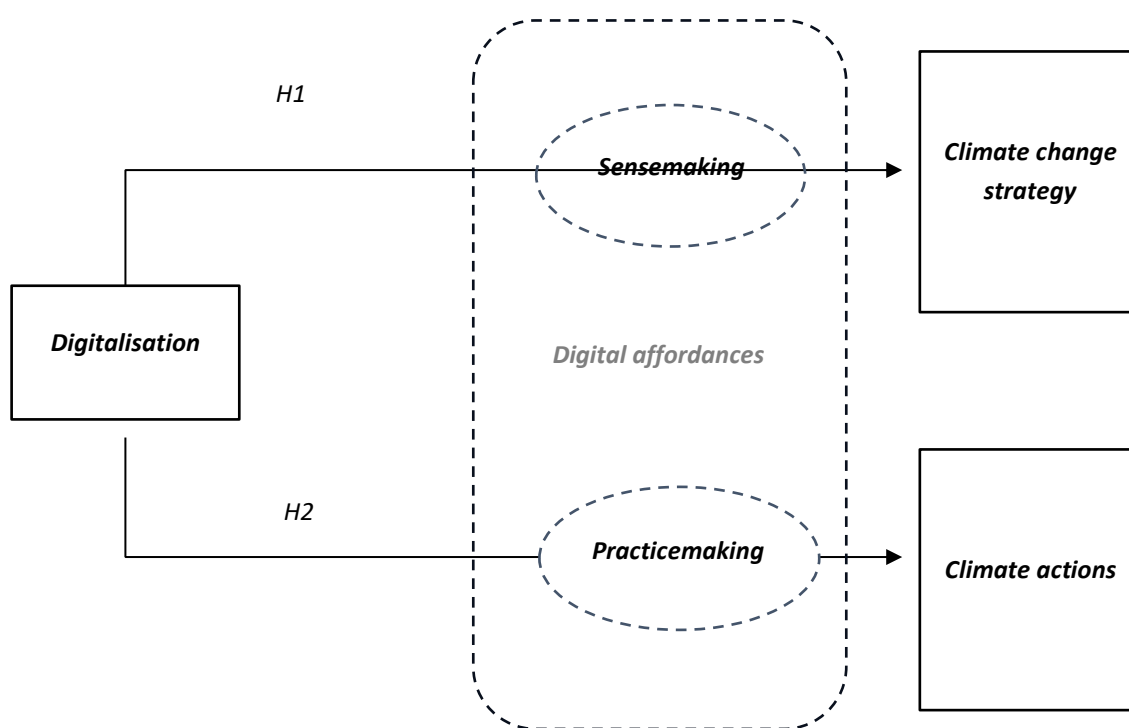 H1
Sensemaking
Climate change
strategy
Digitalisation
Digital affordances
H2
Practicemaking
Climate actions